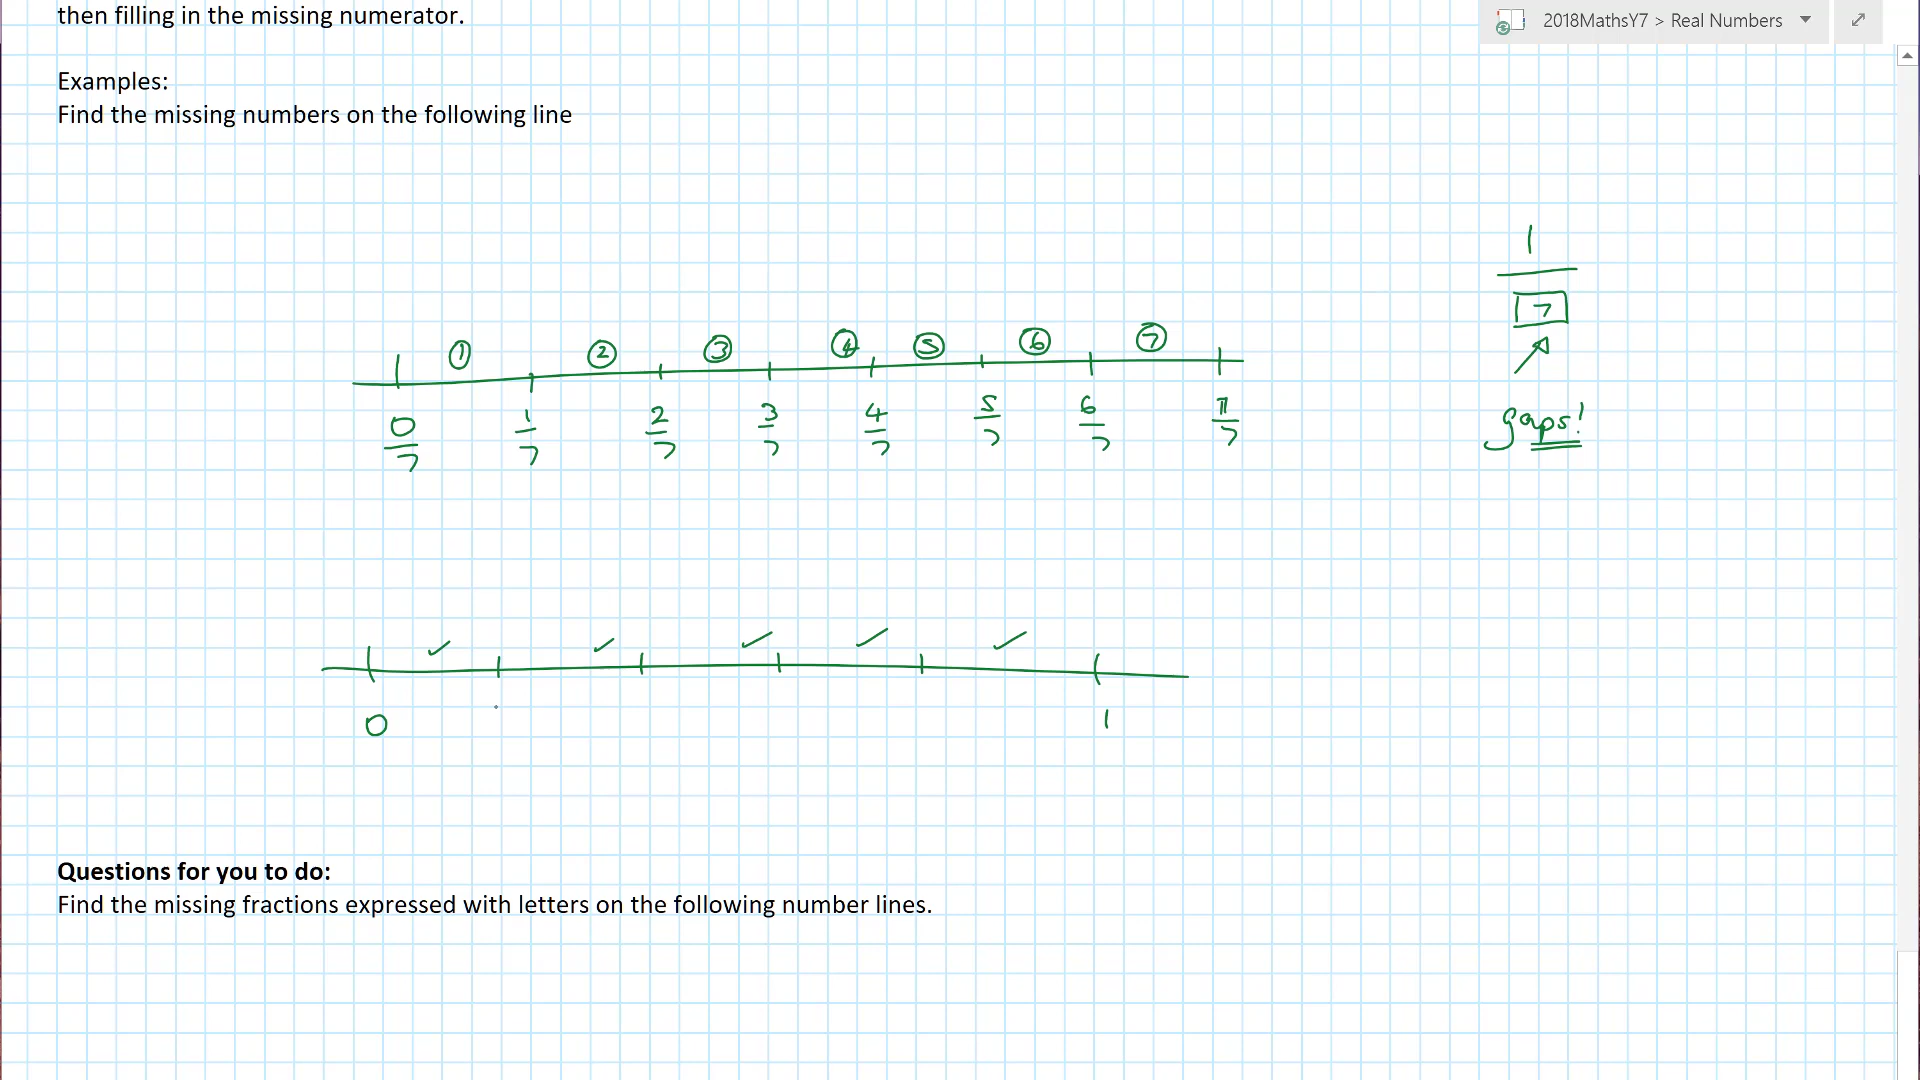 then filling in the missing numerator.
2018MathsY7 > Real Numbers
Examples:
Find the missing numbers on the following line
1
7
gaps!
① ② ③ ④ ⑤ ⑥ ⑦
0/7 1/7 2/7 3/7 4/7 5/7 6/7 7/7
0 1
Questions for you to do:
Find the missing fractions expressed with letters on the following number lines.